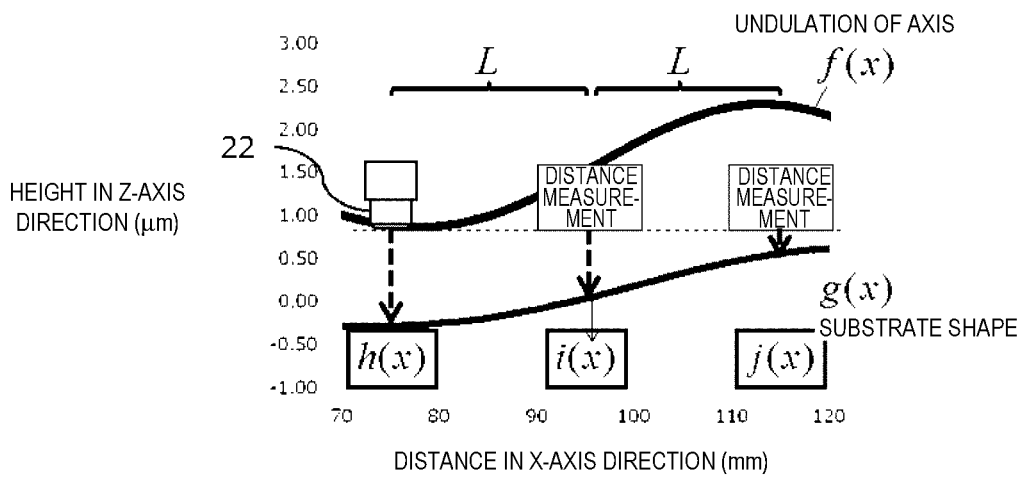 UNDULATION OF AXIS
f(x)
L
L
3.00
2.50
2.00
1.50
1.00
0.50
0.00
-0.50
-1.00
22
HEIGHT IN Z-AXIS
DIRECTION (μm)
DISTANCE
MEASURE-
MENT
DISTANCE
MEASURE-
MENT
g(x)
SUBSTRATE SHAPE
h(x)
i(x)
j(x)
70
80
90
100
110
120
DISTANCE IN X-AXIS DIRECTION (mm)